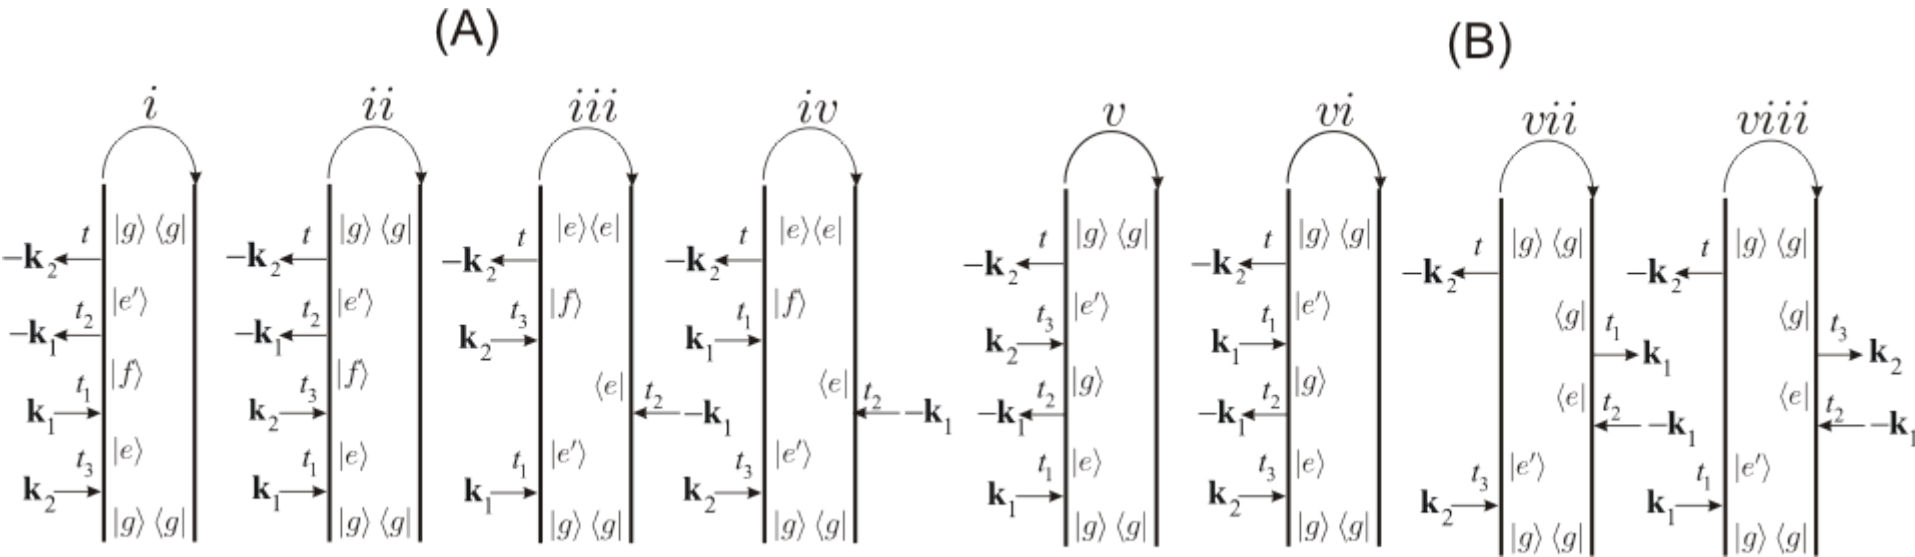 (A)
(B)
i ii iii iv v vi vii viii
|g⟩ ⟨g| |g⟩ ⟨g| |e⟩⟨e| |e⟩⟨e| |g⟩ ⟨g| |g⟩ ⟨g| |g⟩ ⟨g| |g⟩ ⟨g|
−k₂ t −k₂ t −k₂ t −k₂ t −k₂ t −k₂ t −k₂ t −k₂ t
|e′⟩ |e′⟩ |f⟩ |f⟩ |e′⟩ |e′⟩ ⟨g| ⟨g|
−k₁ t₂ −k₁ t₂ k₂ t₃ k₁ t₁ k₂ t₃ k₁ t₁ t₁ k₁ t₃ k₂
|f⟩ |f⟩ ⟨e| ⟨e| |g⟩ |g⟩ ⟨e| ⟨e|
k₁ t₁ k₂ t₃ t₂ −k₁ t₂ −k₁ −k₁ t₂ −k₁ t₂ t₂ −k₁ t₂ −k₁
|e⟩ |e⟩ |e′⟩ |e′⟩ |e⟩ |e⟩ |e′⟩ |e′⟩
k₂ t₃ k₁ t₁ k₁ t₁ k₂ t₃ k₁ t₁ k₂ t₃ k₂ t₃ k₁ t₁
|g⟩ ⟨g| |g⟩ ⟨g| |g⟩ ⟨g| |g⟩ ⟨g| |g⟩ ⟨g| |g⟩ ⟨g| |g⟩ ⟨g| |g⟩ ⟨g|